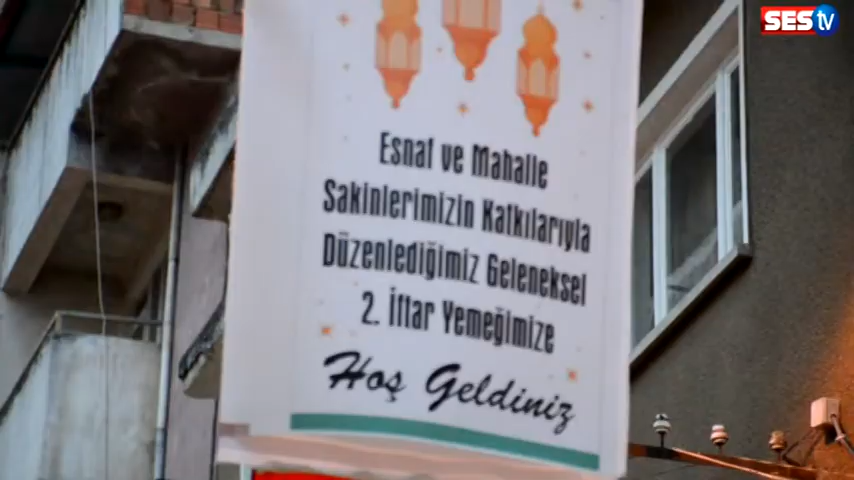 SES tv
Esnaf ve Mahalle
Sakinlerimizin Katkılarıyla
Düzenlediğimiz Geleneksel
2. İftar Yemeğimize
Hoş Geldiniz